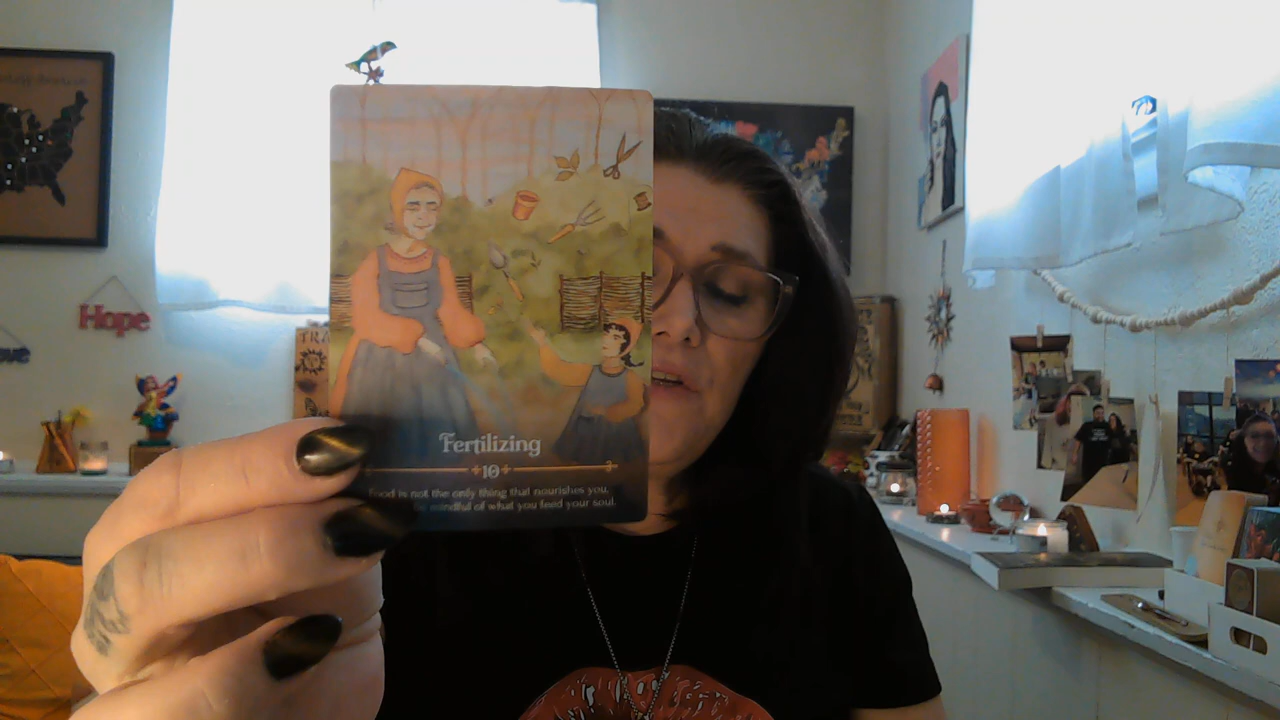 Hope
TRA
Fertilizing
10
Food is not the only thing that nourishes you,
mindful of what you feed your soul.